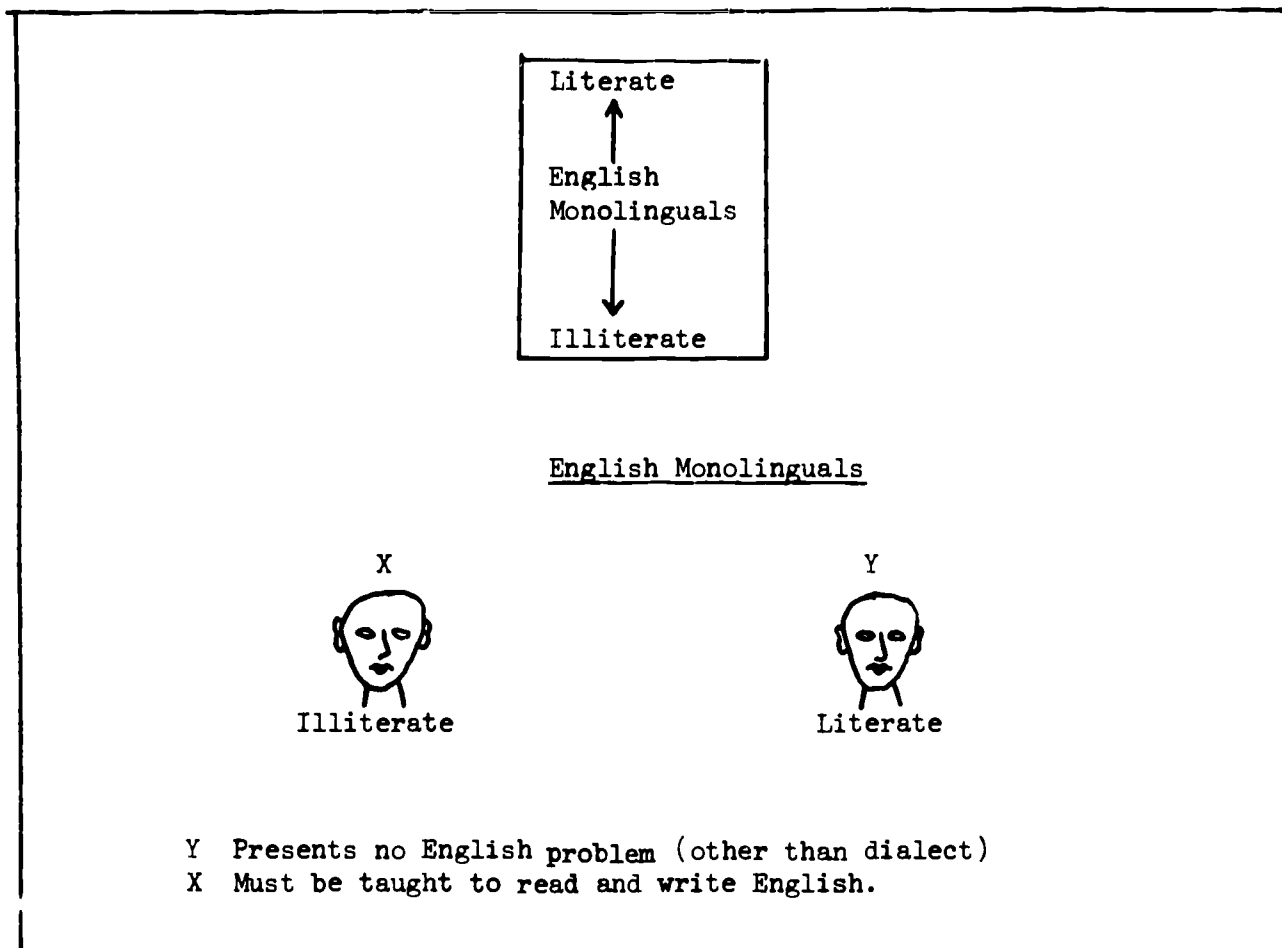 Literate
English
Monolinguals
Illiterate
English Monolinguals
X Y
Illiterate Literate
Y Presents no English problem (other than dialect)
X Must be taught to read and write English.